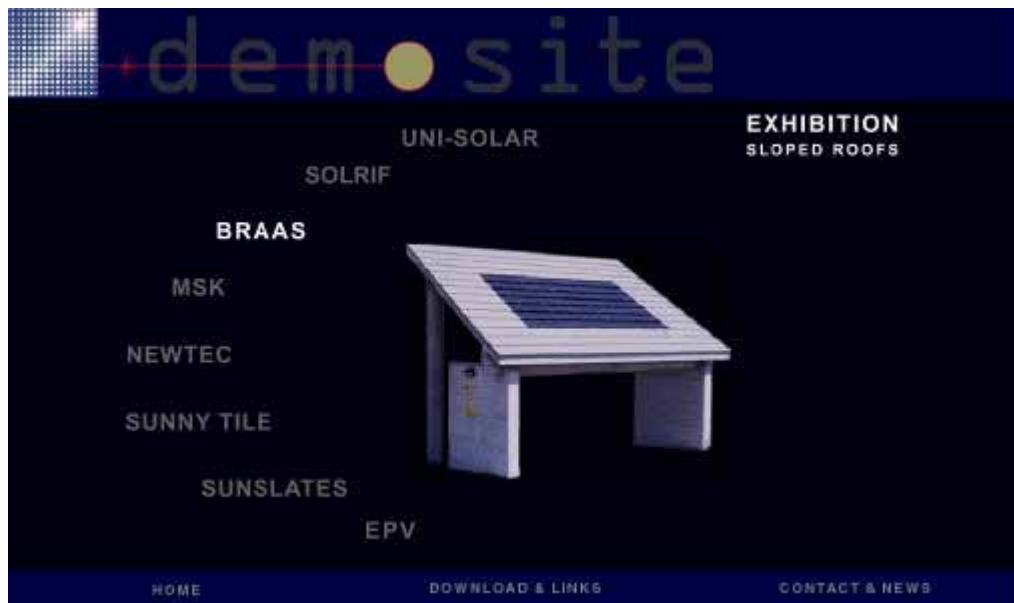 demosite
EXHIBITION
SLOPED ROOFS
UNI-SOLAR
SOLRIF
BRAAS
MSK
NEWTEC
SUNNY TILE
SUNSLATES
EPV
HOME
DOWNLOAD & LINKS
CONTACT & NEWS